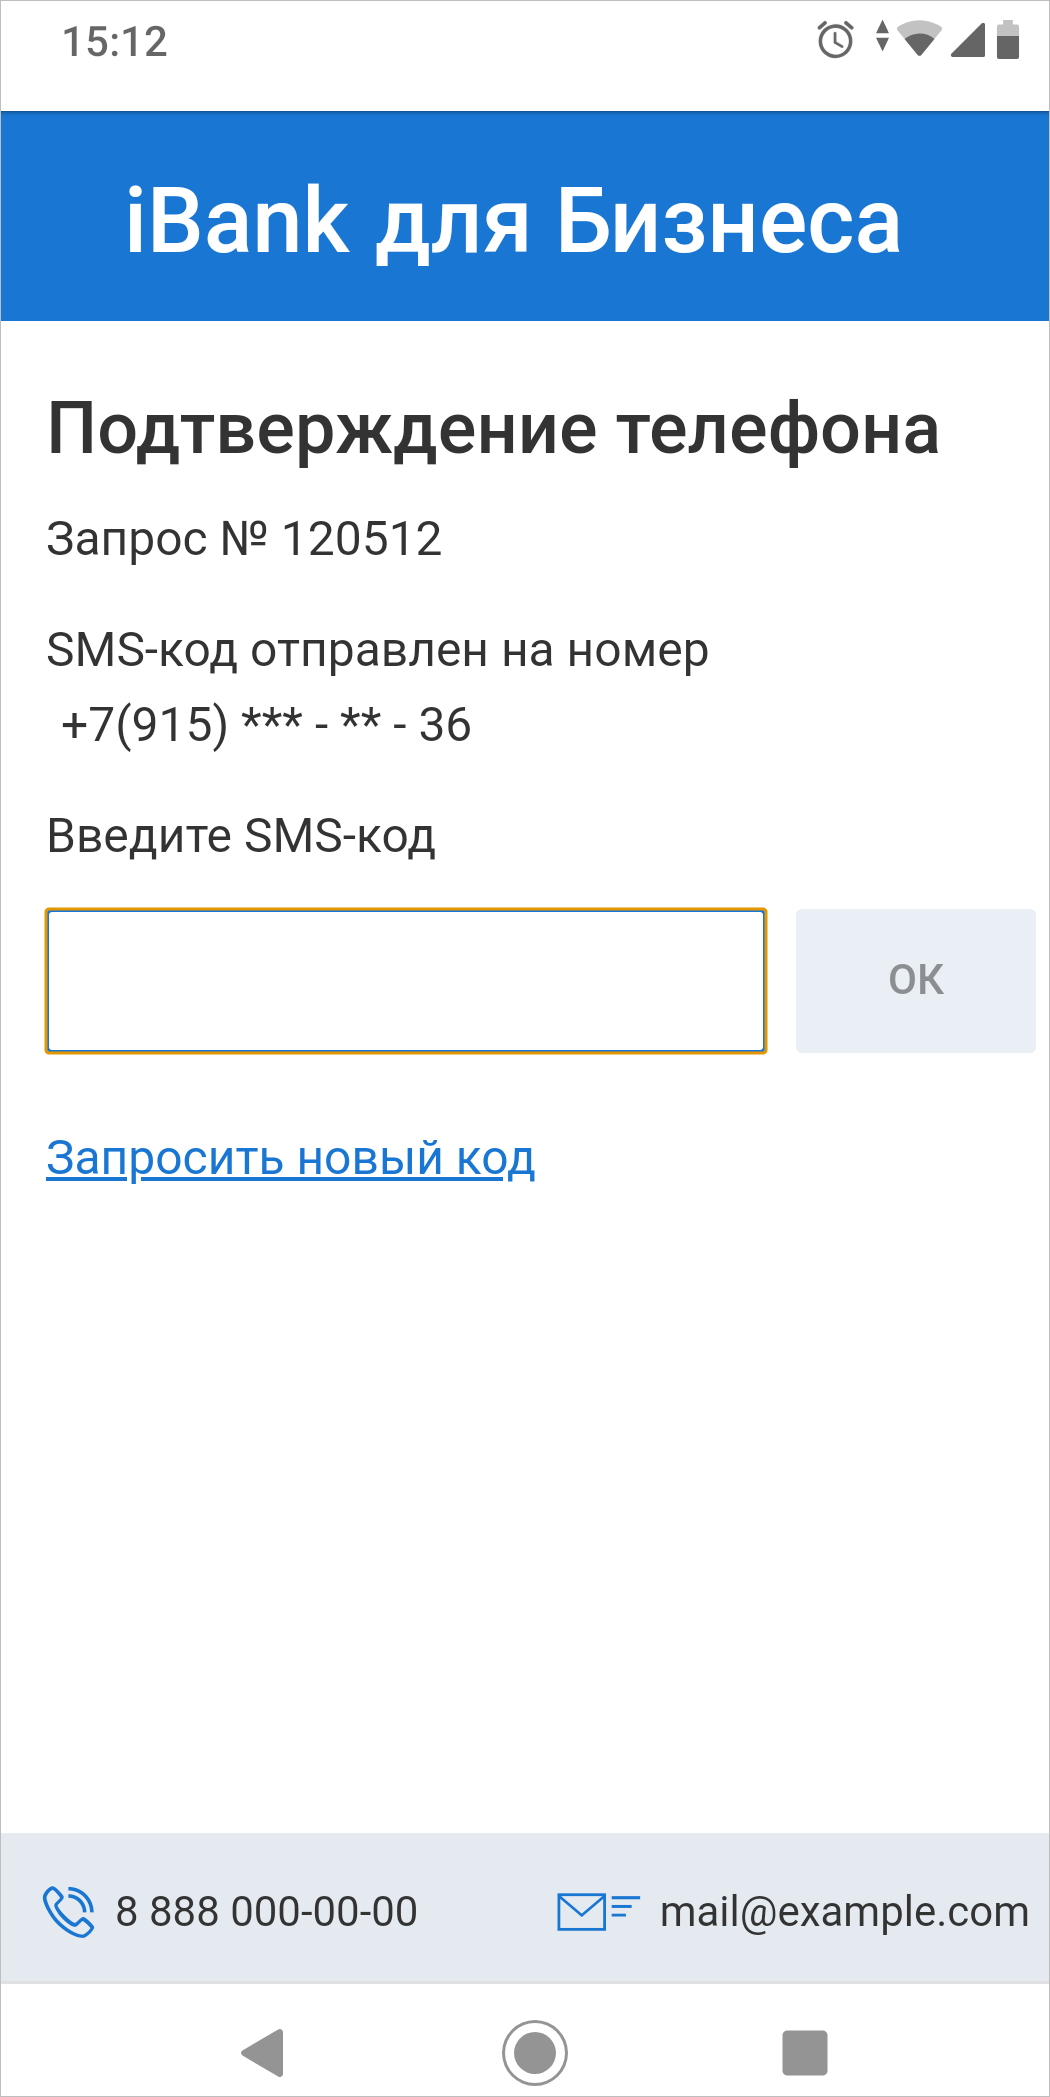 15:12
iBank для Бизнеса
Подтверждение телефона
Запрос № 120512
SMS-код отправлен на номер
+7(915) *** - ** - 36
Введите SMS-код
ОК
Запросить новый код
8 888 000-00-00
mail@example.com